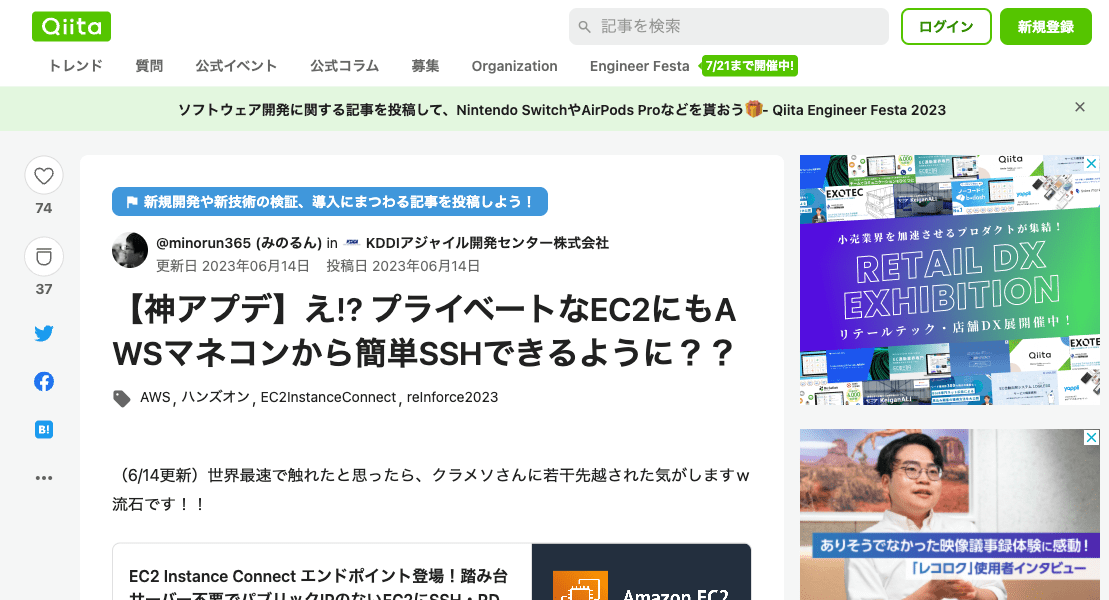 Qiita
記事を検索
ログイン
新規登録
トレンド 質問 公式イベント 公式コラム 募集 Organization Engineer Festa 7/21まで開催中!
ソフトウェア開発に関する記事を投稿して、Nintendo SwitchやAirPods Proなどを貰おう🎁- Qiita Engineer Festa 2023
74
37
B!
新規開発や新技術の検証、導入にまつわる記事を投稿しよう！
@minorun365 (みのるん) in KDDIアジャイル開発センター株式会社
更新日 2023年06月14日 投稿日 2023年06月14日
【神アプデ】え!? プライベートなEC2にもA
WSマネコンから簡単SSHできるように？？
AWS, ハンズオン, EC2InstanceConnect, reInforce2023
（6/14更新）世界最速で触れたと思ったら、クラメソさんに若干先越された気がしますｗ
流石です！！
EC2 Instance Connect エンドポイント登場！踏み台
サーバー不要でパブリックIPのないEC2にSSH・RD
Amazon EC2
Qiita
EXOTEC
KeiganALI
yappli
小売業界を加速させるプロダクトが集結！
RETAIL DX
EXHIBITION
リテールテック・店舗DX展開催中！
Qiita
EXOTE
KeiganALI
yappli
ありそうでなかった映像議事録体験に感動！
「レコログ」使用者インタビュー